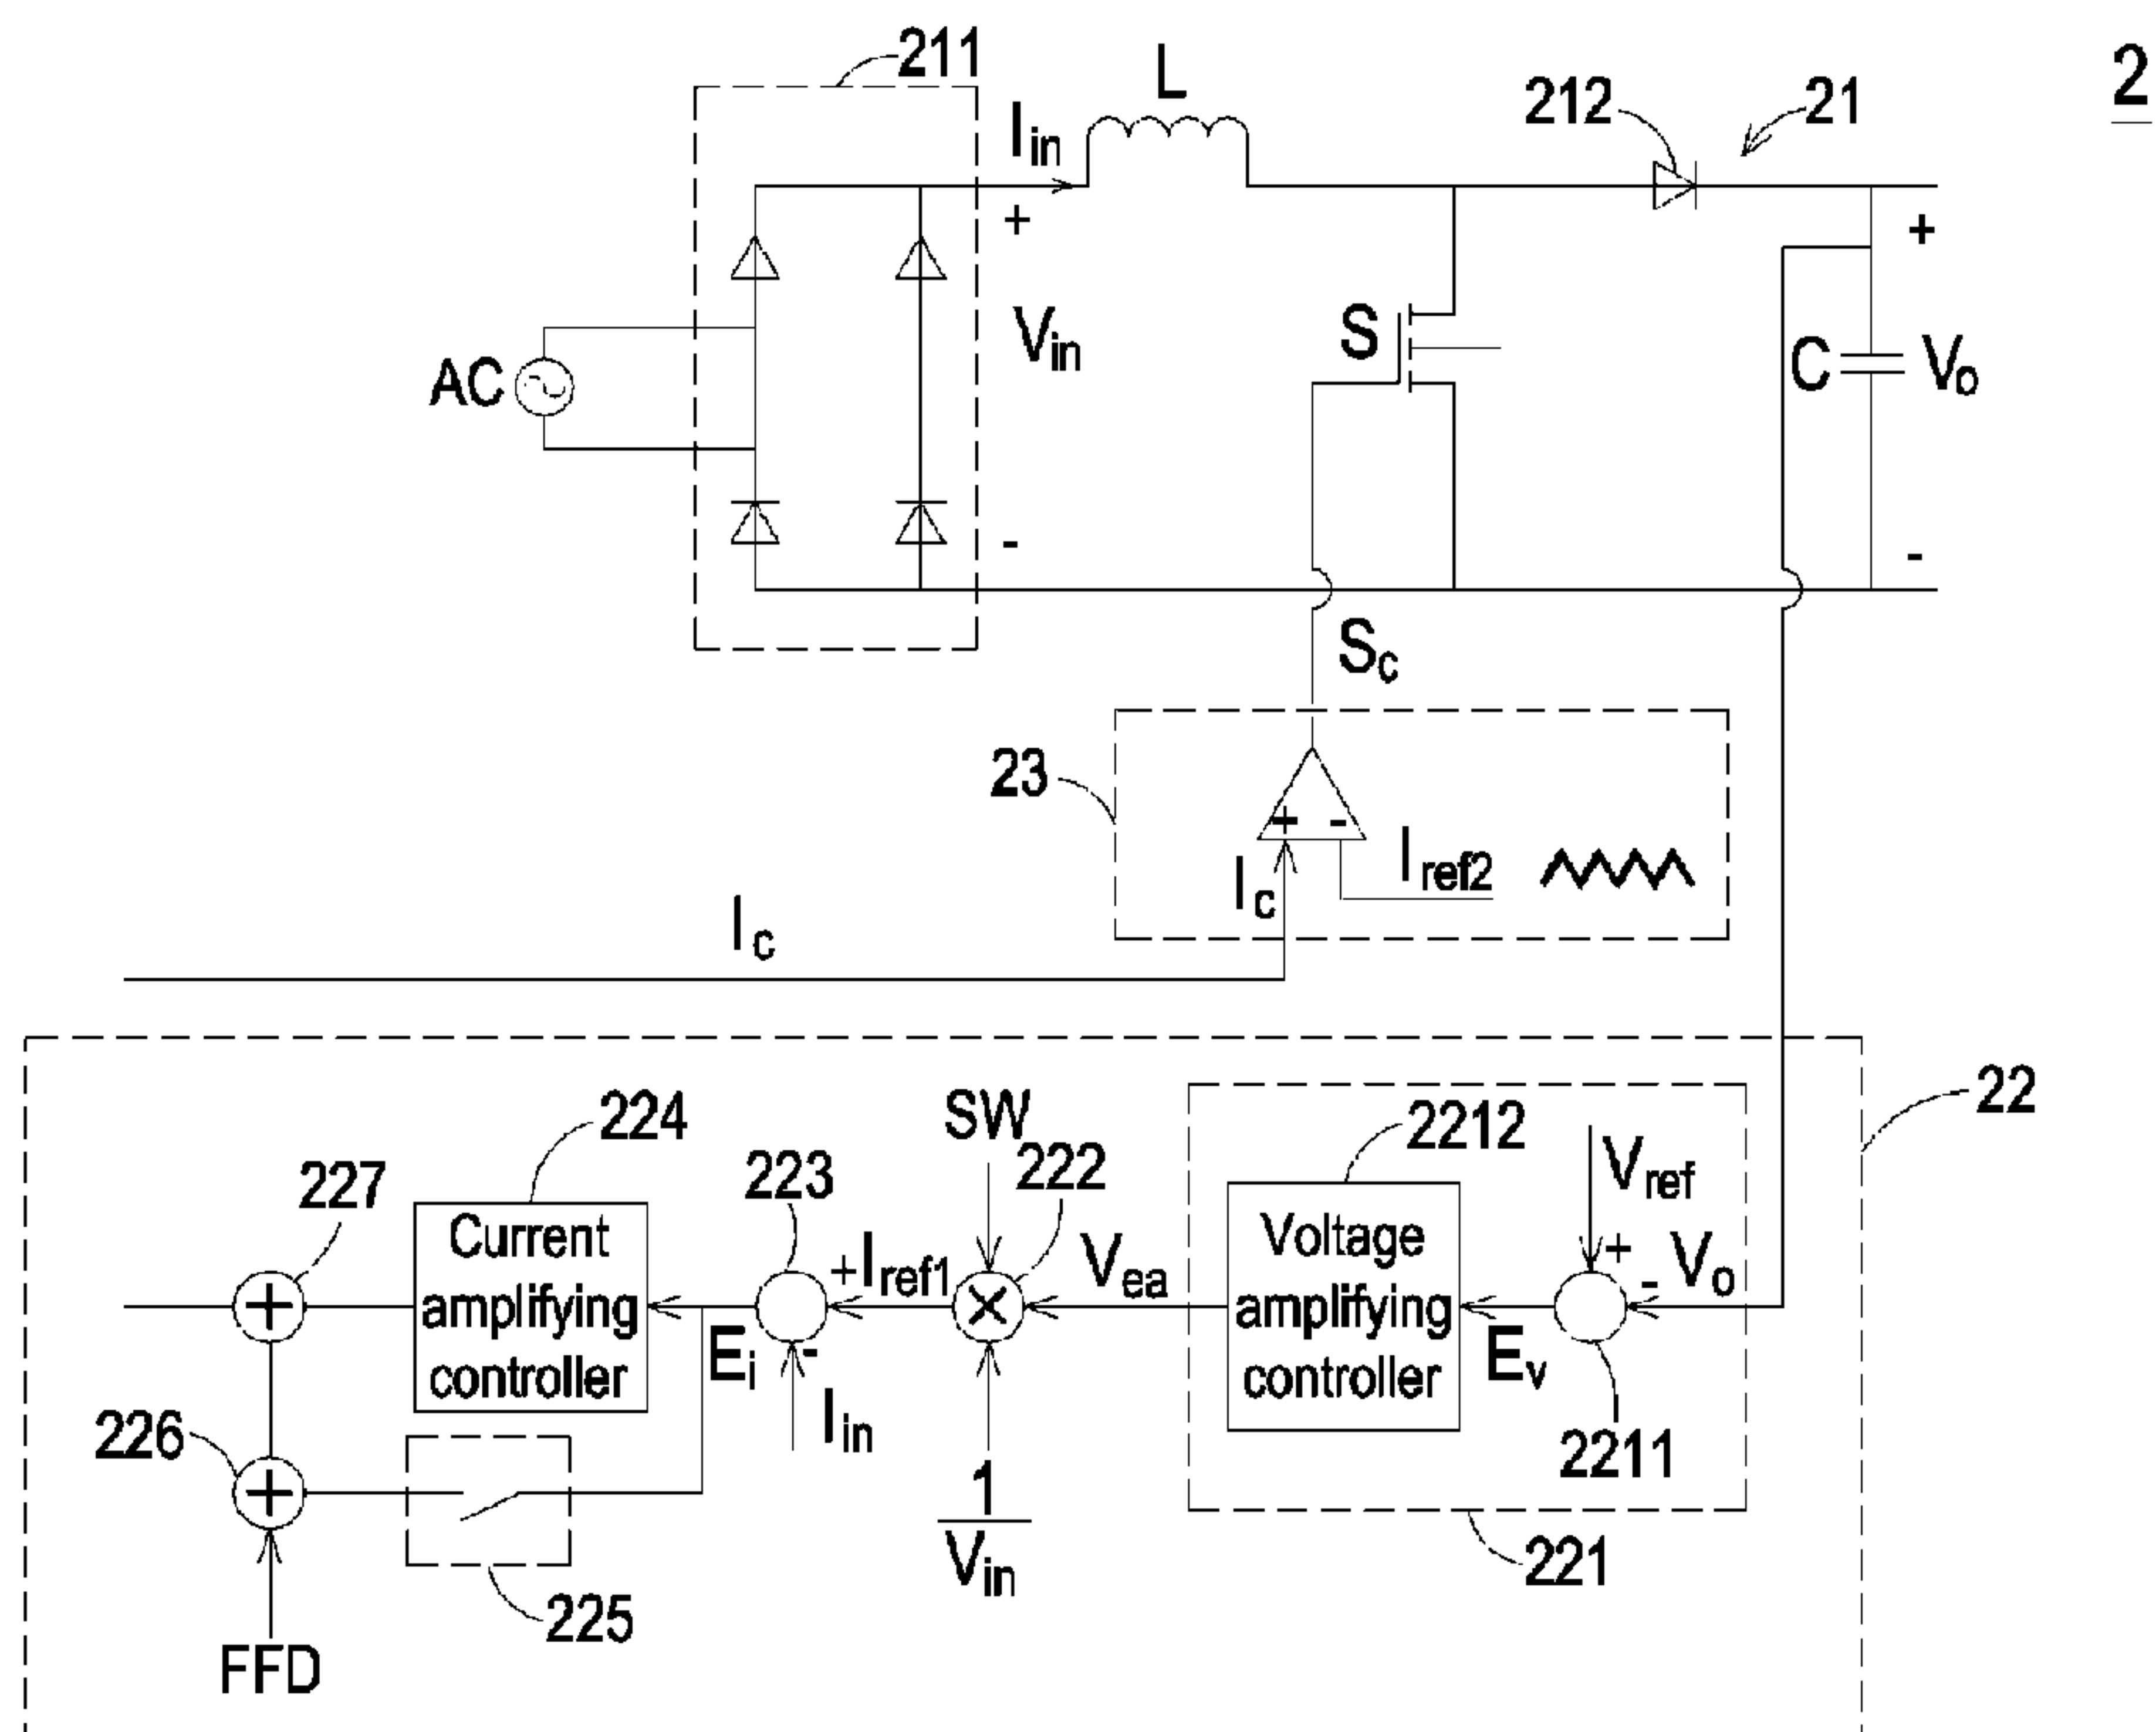 2
211
L
212
21
I_in
+
+
V_in
S
AC
C
V_o
-
-
S_c
23
+ -
I_c
I_ref2
I_c
22
SW
224
2212
227
223
222
V_ref
Current amplifying controller
+I_ref1
V_ea
Voltage amplifying controller
+
- V_o
+
×
E_i
-
I_in
E_v
226
2211
+
1
V_in
221
225
FFD